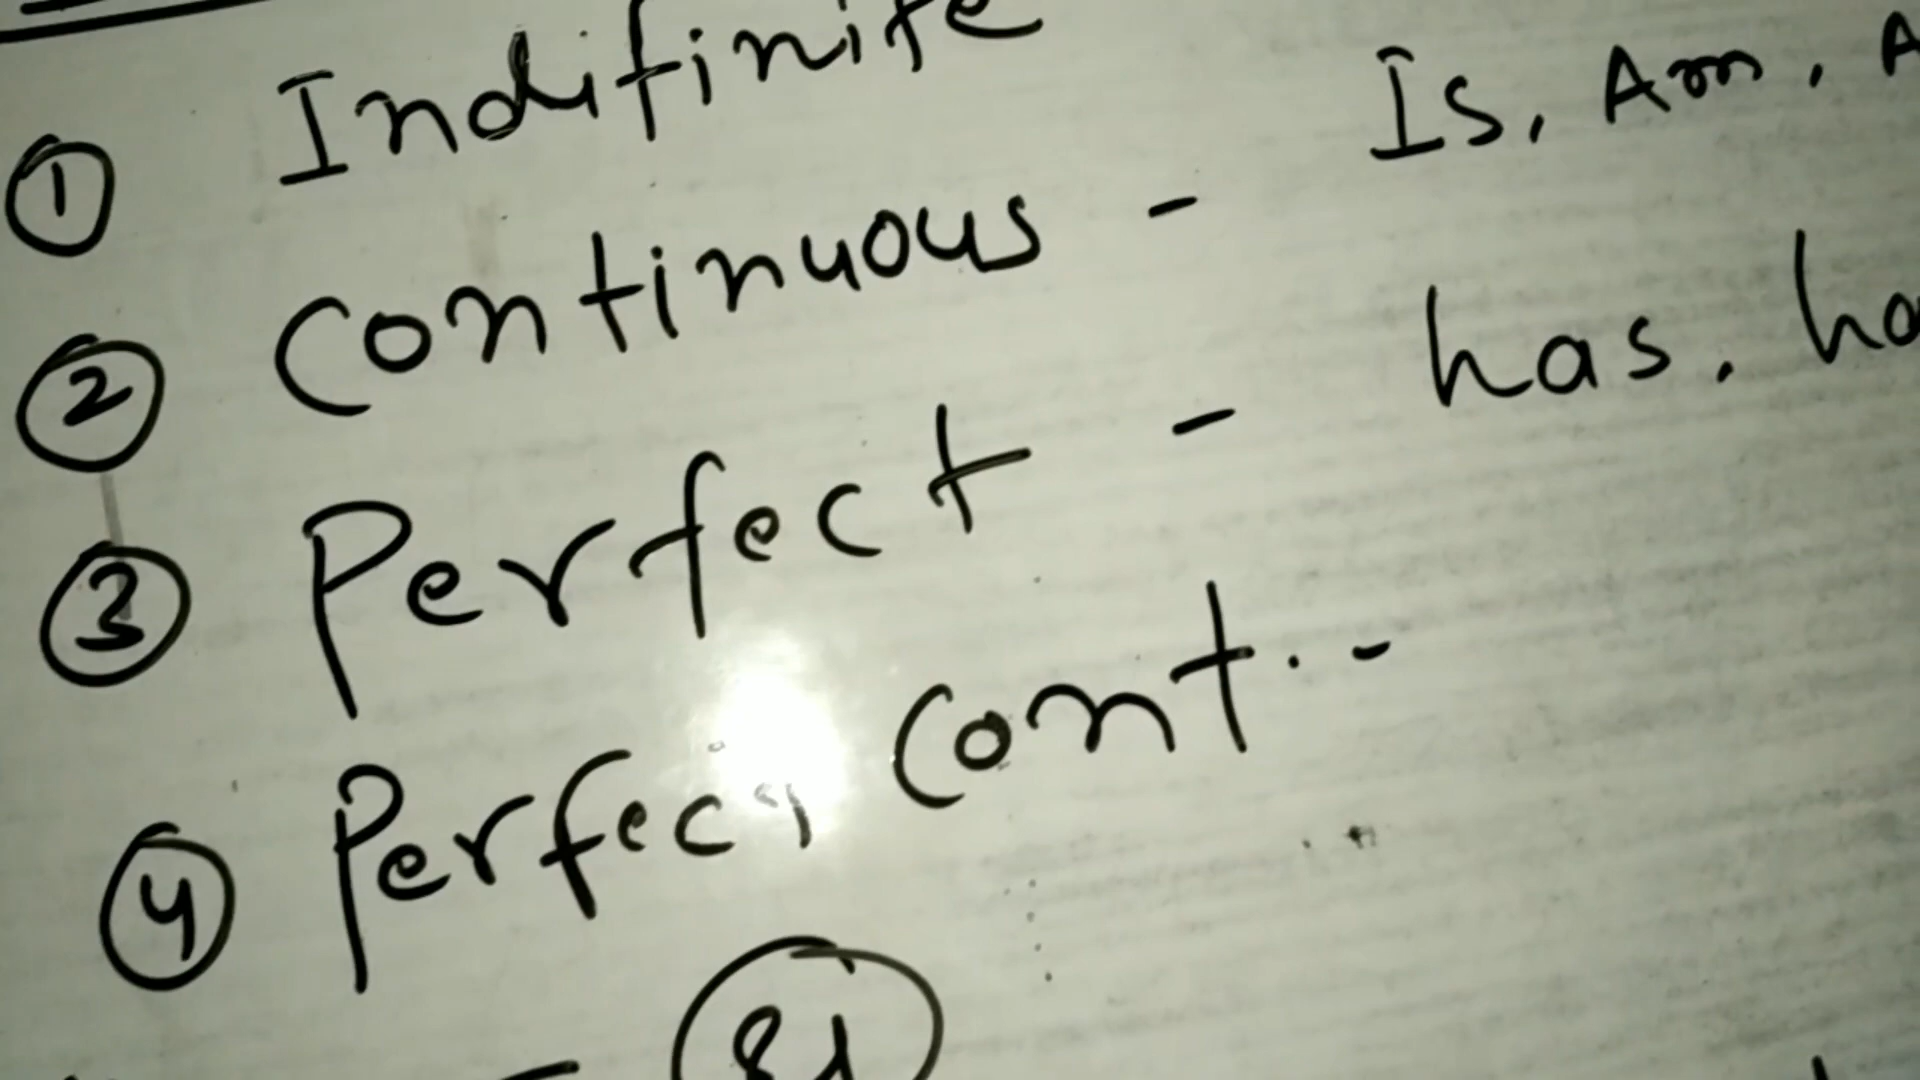 ① Indifinite
② Continuous - Is, Am,
③ Perfect - has,
④ Perfect Cont. -